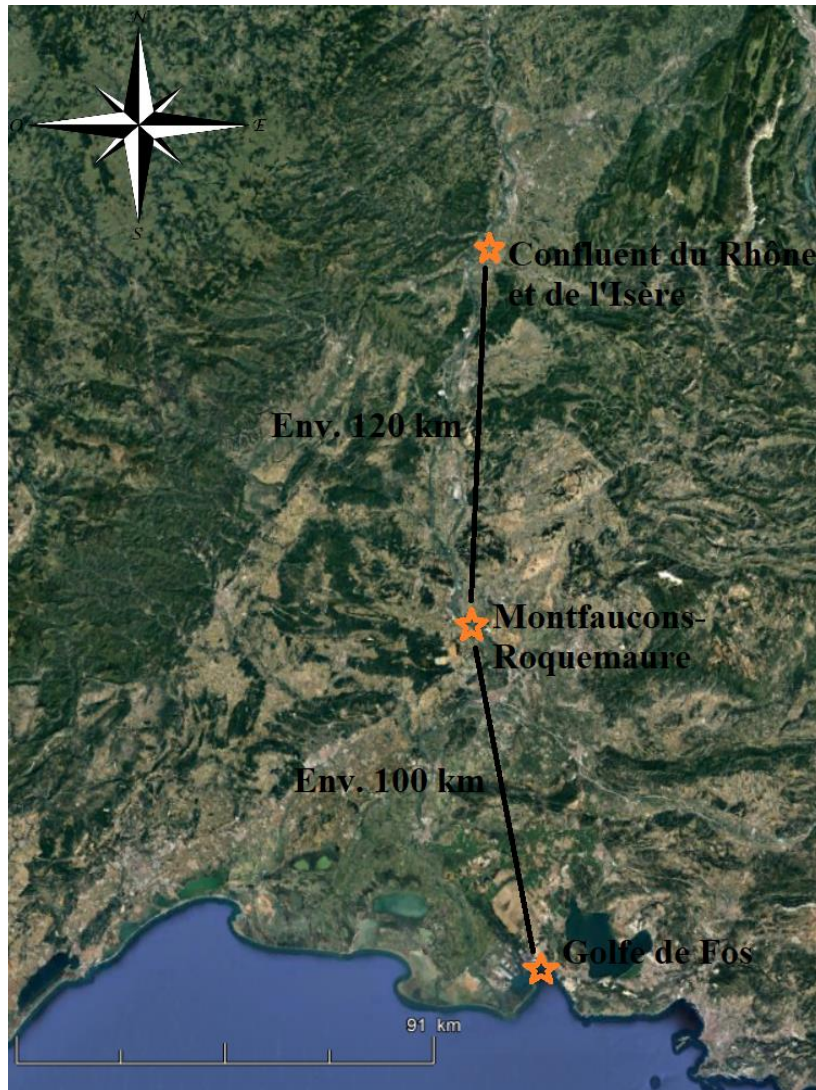 N
O
E
S
Confluent du Rhône
et de l'Isère
Env. 120 km
Montfaucons-
Roquemaure
Env. 100 km
Golfe de Fos
91 km